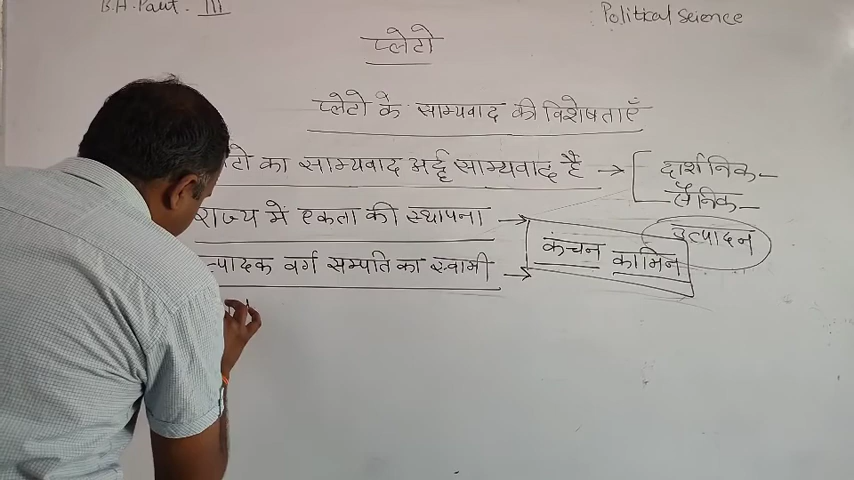 B.A. Part. III
Political Science
प्लेटो
प्लेटो के साम्यवाद की विशेषताएँ
टो का साम्यवाद अर्द्ध साम्यवाद है → दार्शनिक
सैनिक
राज्य में एकता की स्थापना →
उत्पादन
कंचन कामिन
त्पादक वर्ग सम्पति का स्वामी →